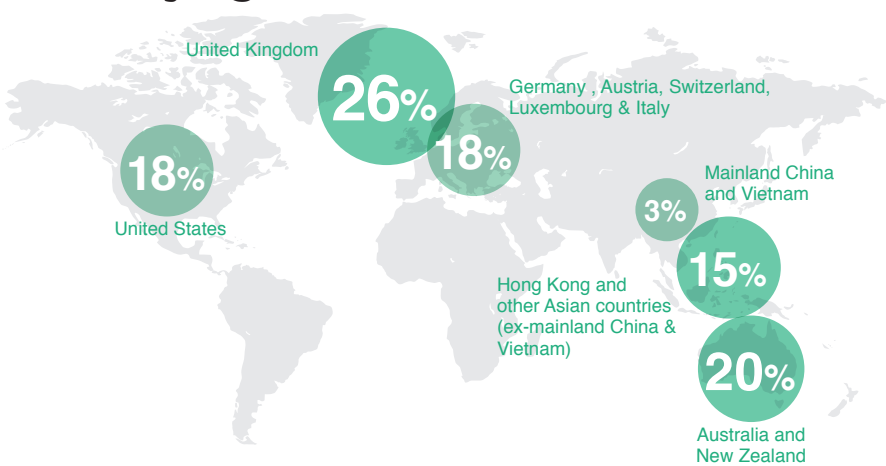 United Kingdom
26%
Germany , Austria, Switzerland,
Luxembourg & Italy
18%
18%
United States
Mainland China
and Vietnam
3%
15%
Hong Kong and
other Asian countries
(ex-mainland China &
Vietnam)
20%
Australia and
New Zealand